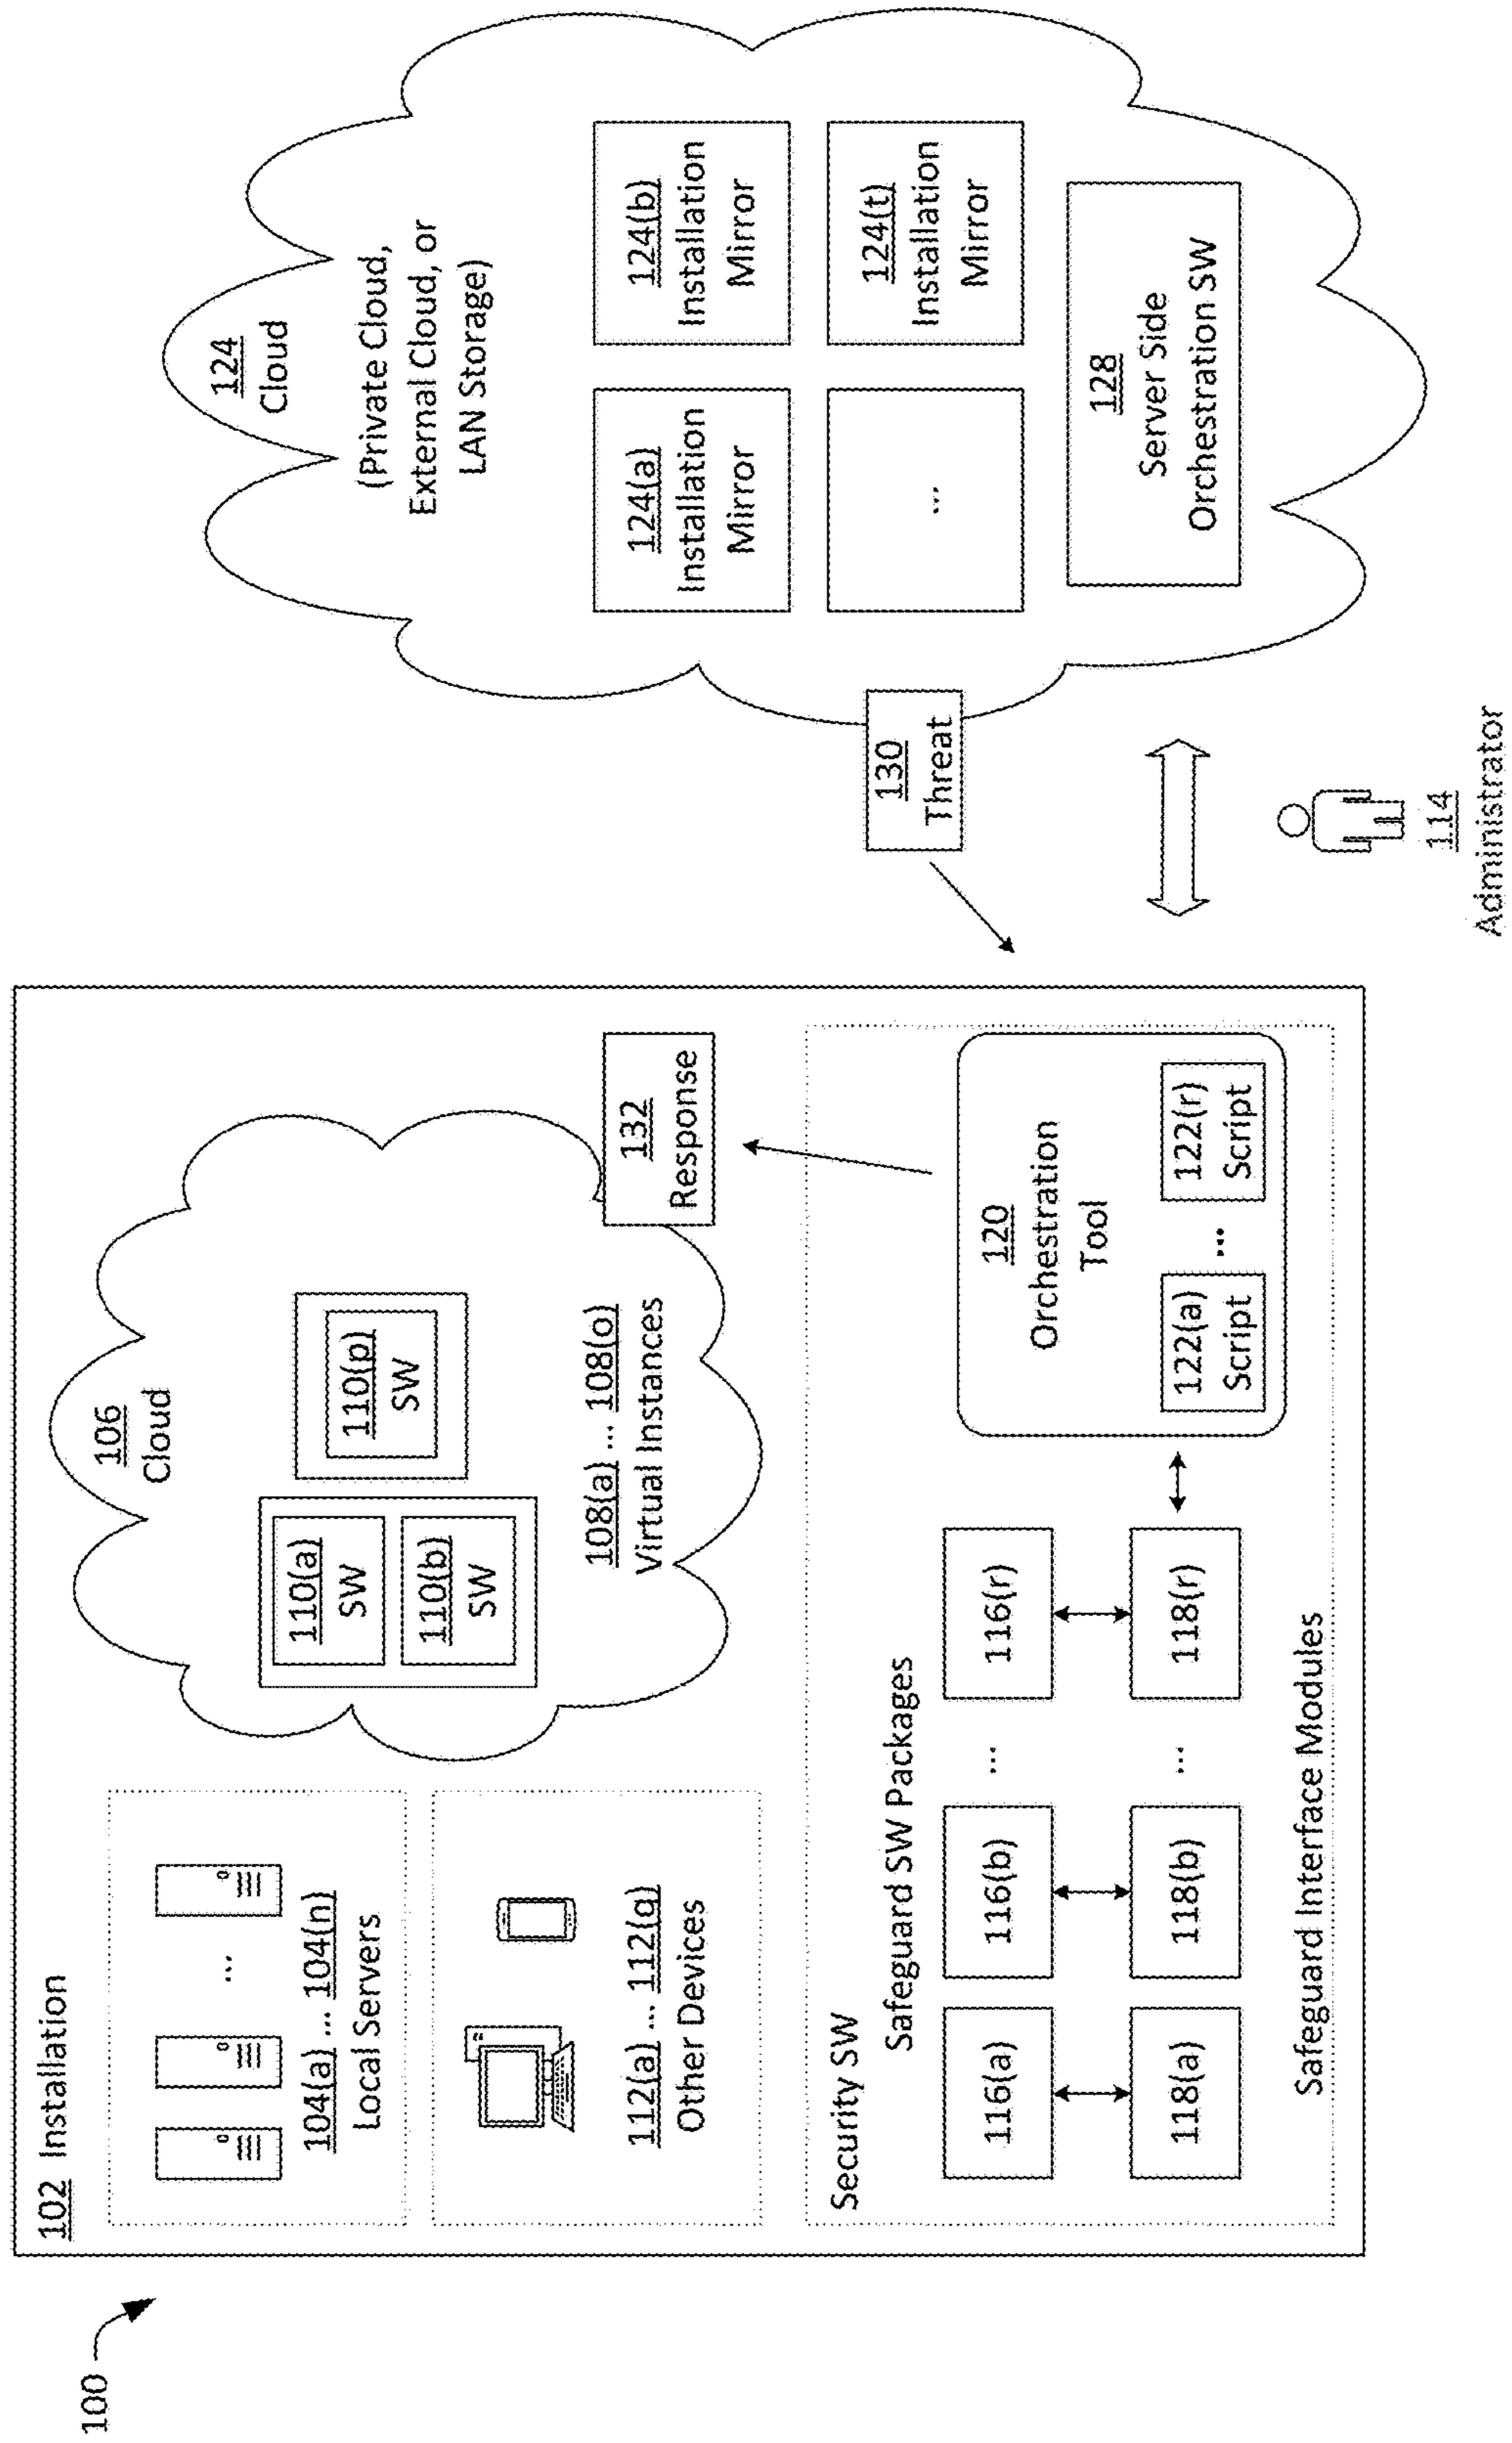 100
102 Installation
104(a) ... 104(n)
Local Servers
...
112(a) ... 112(q)
Other Devices
106
Cloud
110(a)
SW
110(b)
SW
110(p)
SW
108(a) ... 108(o)
Virtual Instances
132
Response
Security SW
Safeguard SW Packages
116(a)
116(b)
...
116(r)
118(a)
118(b)
...
118(r)
Safeguard Interface Modules
120
Orchestration
Tool
122(a)
Script
...
122(r)
Script
130
Threat
114
Administrator
124
Cloud
(Private Cloud,
External Cloud, or
LAN Storage)
124(a)
Installation
Mirror
124(b)
Installation
Mirror
...
124(t)
Installation
Mirror
128
Server Side
Orchestration SW